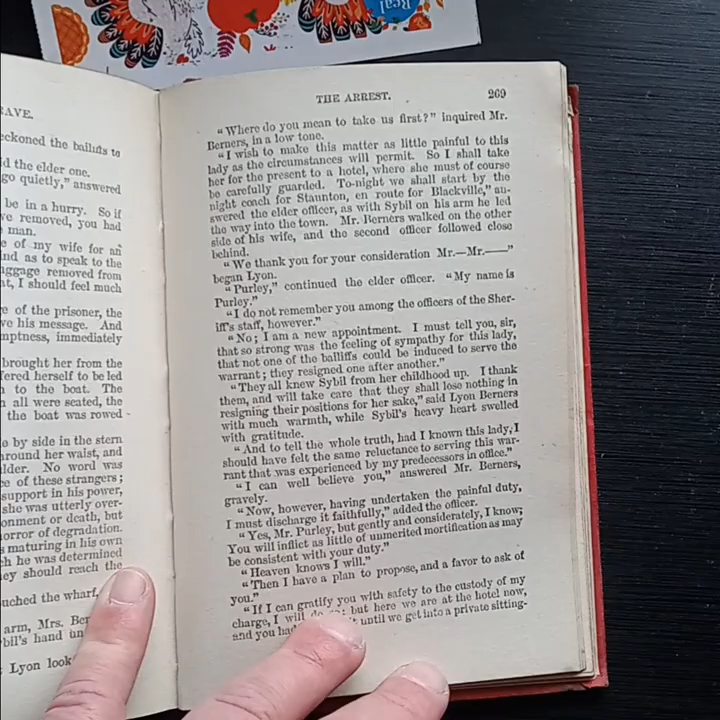 Real
RAVE.
eckoned the bailiffs to
id the elder one.
go quietly," answered
be in a hurry. So if
ve removed, you had
man.
e of my wife for an
nd as to speak to the
uggage removed from
at, I should feel much
e of the prisoner, the
ve his message. And
mptness, immediately
brought her from the
fered herself to be led
to the boat. The
n all were seated, the
the boat was rowed
e by side in the stern
around her waist, and
ulder. No word was
ce of these strangers;
support in his power,
she was utterly over-
onment or death, but
orror of degradation.
s maturing in his own
ch he was determined
ey should reach the
uched the wharf,
arm, Mrs. Ber
bil's hand un
Lyon look
THE ARREST. 269
"Where do you mean to take us first?" inquired Mr.
Berners, in a low tone.
"I wish to make this matter as little painful to this
lady as the circumstances will permit. So I shall take
her for the present to a hotel, where she must of course
be carefully guarded. To-night we shall start by the
night coach for Staunton, en route for Blackville," an-
swered the elder officer, as with Sybil on his arm he led
the way into the town. Mr. Berners walked on the other
side of his wife, and the second officer followed close
behind.
"We thank you for your consideration Mr.—Mr.——"
began Lyon.
"Purley," continued the elder officer. "My name is
Purley."
"I do not remember you among the officers of the Sher-
iff's staff, however."
"No; I am a new appointment. I must tell you, sir,
that so strong was the feeling of sympathy for this lady,
that not one of the bailiffs could be induced to serve the
warrant; they resigned one after another."
"They all knew Sybil from her childhood up. I thank
them, and will take care that they shall lose nothing in
resigning their positions for her sake," said Lyon Berners
with much warmth, while Sybil's heavy heart swelled
with gratitude.
"And to tell the whole truth, had I known this lady, I
should have felt the same reluctance to serving this war-
rant that was experienced by my predecessors in office."
"I can well believe you," answered Mr. Berners,
gravely.
"Now, however, having undertaken the painful duty,
I must discharge it faithfully," added the officer.
"Yes, Mr. Purley, but gently and considerately, I know;
You will inflict as little of unmerited mortification as may
be consistent with your duty."
"Heaven knows I will."
"Then I have a plan to propose, and a favor to ask of
you."
"If I can gratify you with safety to the custody of my
charge, I will but here we are at the hotel now,
and you had until we get into a private sitting-